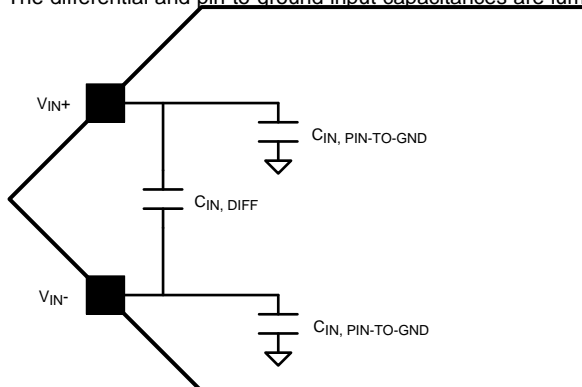 The differential and pin-to-ground input capacitances are lum
VIN+
CIN, PIN-TO-GND
CIN, DIFF
VIN-
CIN, PIN-TO-GND